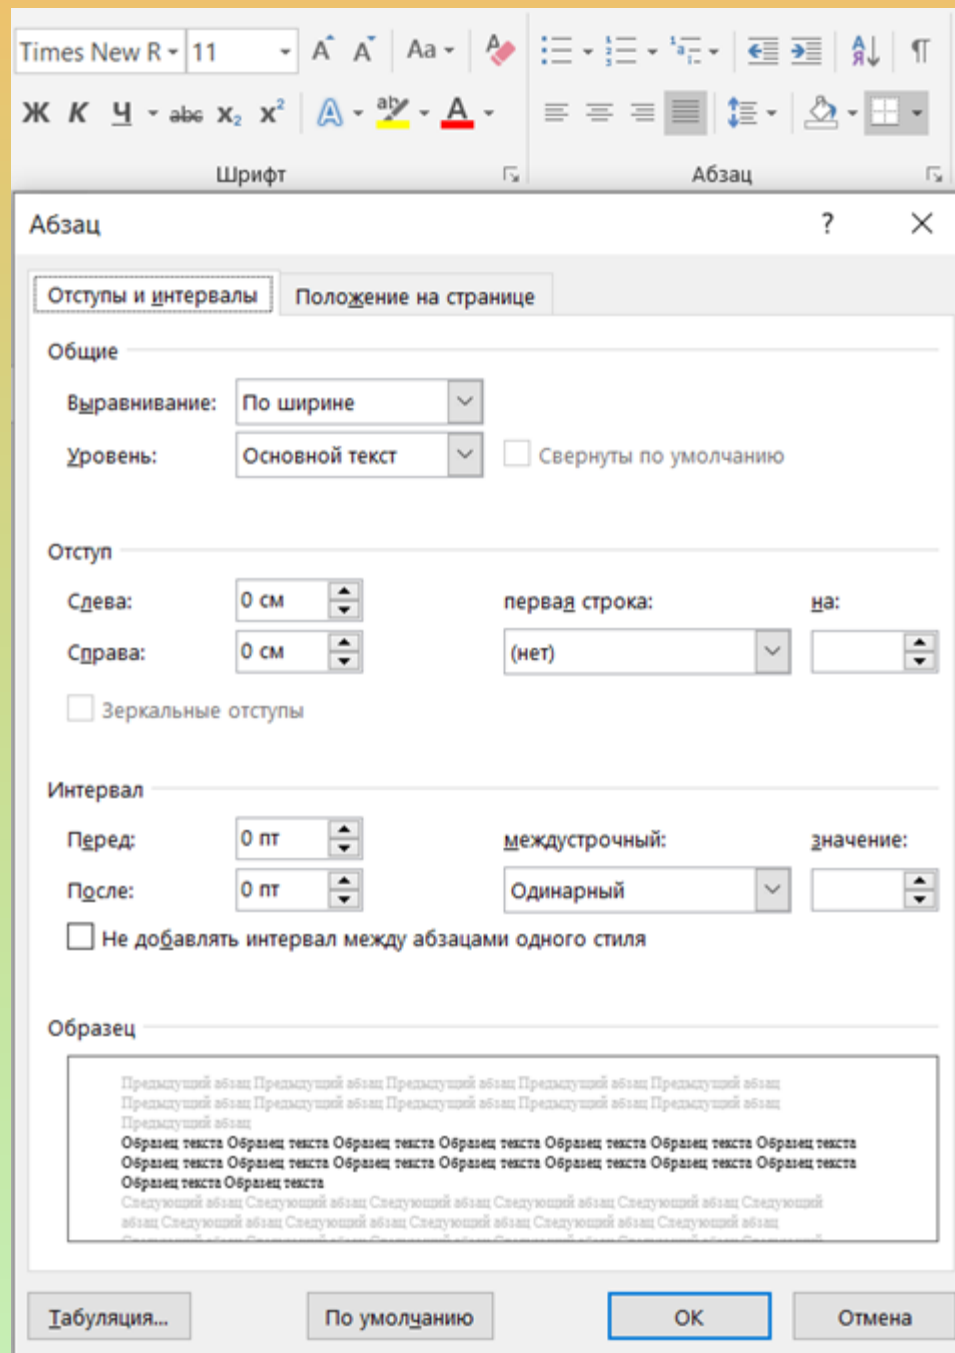 Times New R 11 А А Aa А
Ж К Ч abc x₂ x² A aby A
Шрифт Абзац
Абзац ?
Отступы и интервалы Положение на странице
Общие
Выравнивание: По ширине
Уровень: Основной текст Свернуты по умолчанию
Отступ
Слева: 0 см первая строка: на:
Справа: 0 см (нет)
Зеркальные отступы
Интервал
Перед: 0 пт междустрочный: значение:
После: 0 пт Одинарный
Не добавлять интервал между абзацами одного стиля
Образец
Предыдущий абзац Предыдущий абзац Предыдущий абзац Предыдущий абзац Предыдущий абзац
Предыдущий абзац Предыдущий абзац Предыдущий абзац Предыдущий абзац Предыдущий абзац
Предыдущий абзац
Образец текста Образец текста Образец текста Образец текста Образец текста Образец текста Образец текста
Образец текста Образец текста Образец текста Образец текста Образец текста Образец текста Образец текста
Образец текста Образец текста
Следующий абзац Следующий абзац Следующий абзац Следующий абзац Следующий абзац Следующий
абзац Следующий абзац Следующий абзац Следующий абзац Следующий абзац Следующий абзац
Табуляция... По умолчанию ОК Отмена